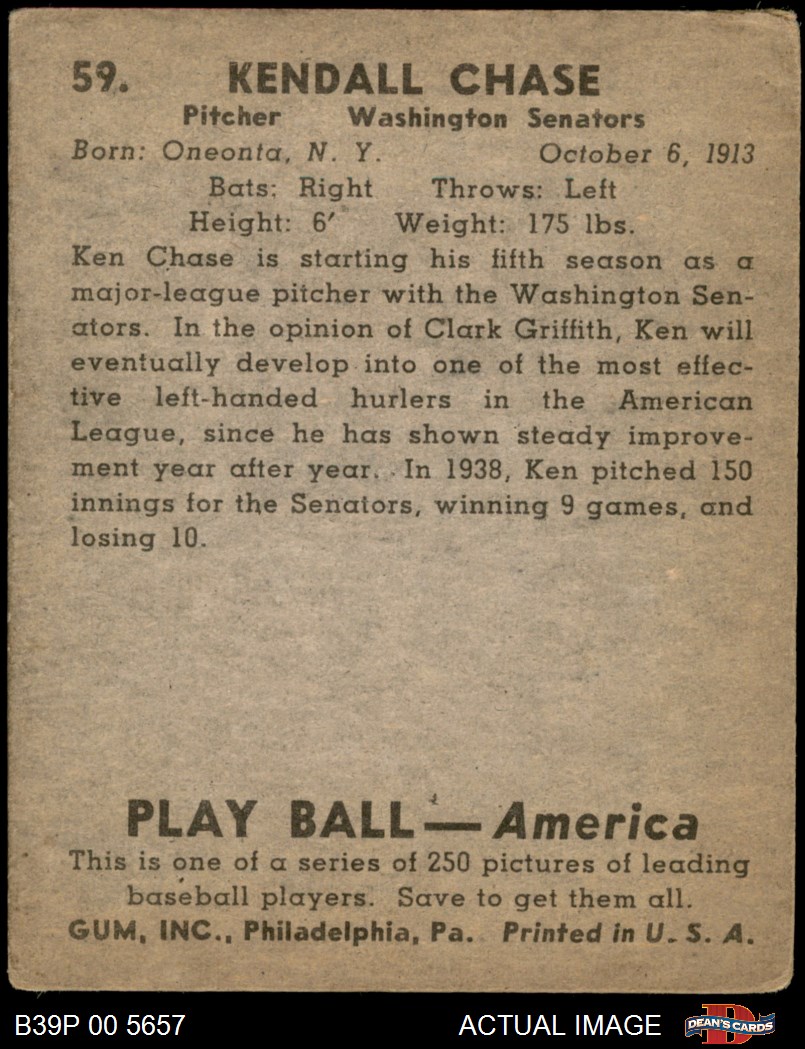 59. KENDALL CHASE
Pitcher Washington Senators
Born: Oneonta, N. Y. October 6, 1913
Bats: Right Throws: Left
Height: 6′ Weight: 175 lbs.
Ken Chase is starting his fifth season as a
major-league pitcher with the Washington Sen-
ators. In the opinion of Clark Griffith, Ken will
eventually develop into one of the most effec-
tive left-handed hurlers in the American
League, since he has shown steady improve-
ment year after year. In 1938, Ken pitched 150
innings for the Senators, winning 9 games, and
losing 10.
PLAY BALL — America
This is one of a series of 250 pictures of leading
baseball players. Save to get them all.
GUM, INC., Philadelphia, Pa. Printed in U. S. A.
B39P 00 5657 ACTUAL IMAGE DEAN'S CARDS